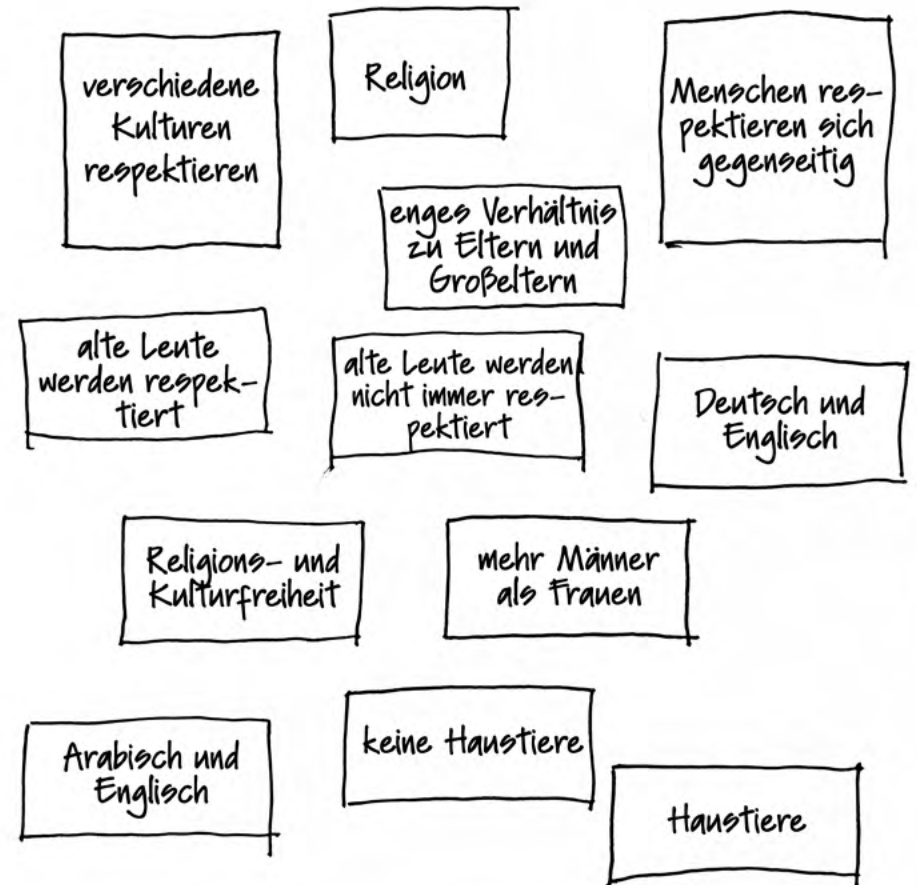 verschiedene
Kulturen
respektieren
Religion
Menschen res-
pektieren sich
gegenseitig
enges Verhältnis
zu Eltern und
Großeltern
alte Leute
werden respek-
tiert
alte Leute werden
nicht immer res-
pektiert
Deutsch und
Englisch
Religions- und
Kulturfreiheit
mehr Männer
als Frauen
Arabisch und
Englisch
keine Haustiere
Haustiere